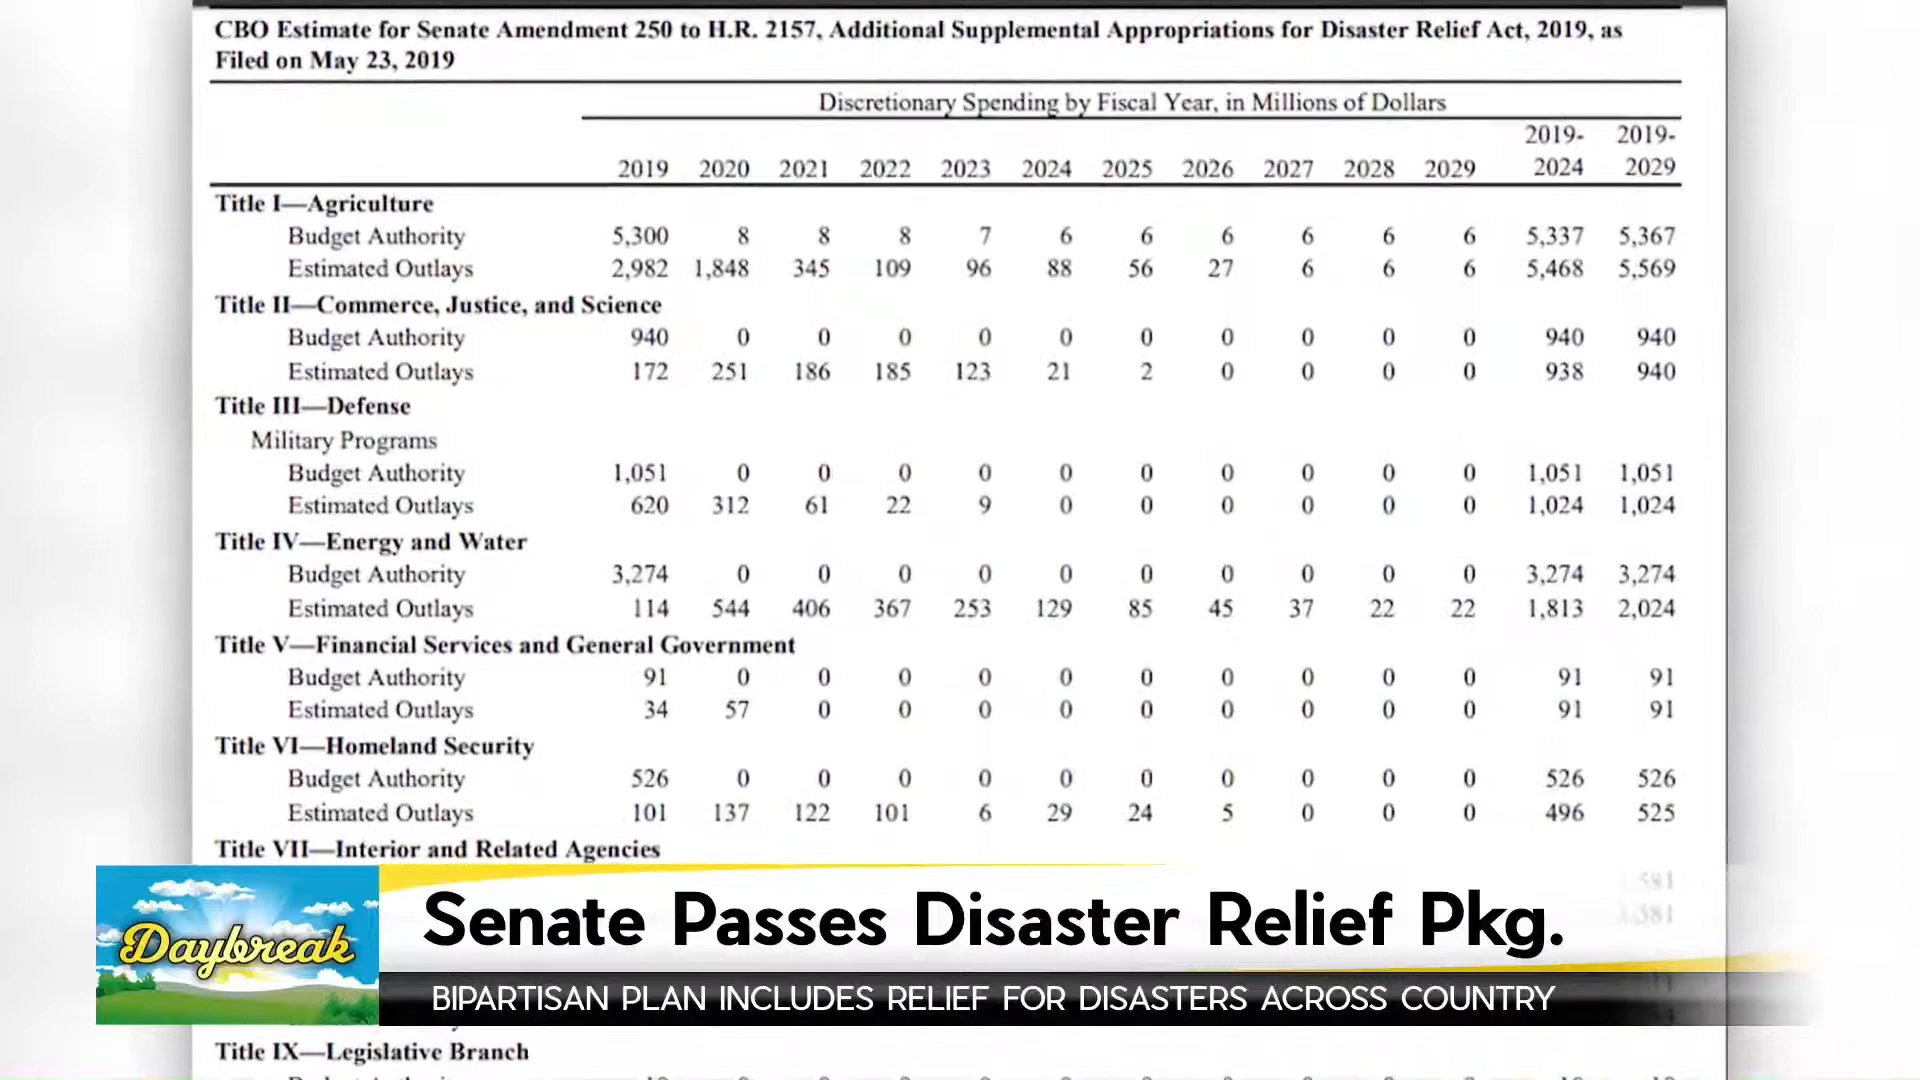 CBO Estimate for Senate Amendment 250 to H.R. 2157, Additional Supplemental Appropriations for Disaster Relief Act, 2019, as
Filed on May 23, 2019
Discretionary Spending by Fiscal Year, in Millions of Dollars
2019- 2019-
2019 2020 2021 2022 2023 2024 2025 2026 2027 2028 2029 2024 2029
Title I—Agriculture
Budget Authority 5,300 8 8 8 7 6 6 6 6 6 6 5,337 5,367
Estimated Outlays 2,982 1,848 345 109 96 88 56 27 6 6 6 5,468 5,569
Title II—Commerce, Justice, and Science
Budget Authority 940 0 0 0 0 0 0 0 0 0 0 940 940
Estimated Outlays 172 251 186 185 123 21 2 0 0 0 0 938 940
Title III—Defense
Military Programs
Budget Authority 1,051 0 0 0 0 0 0 0 0 0 0 1,051 1,051
Estimated Outlays 620 312 61 22 9 0 0 0 0 0 0 1,024 1,024
Title IV—Energy and Water
Budget Authority 3,274 0 0 0 0 0 0 0 0 0 0 3,274 3,274
Estimated Outlays 114 544 406 367 253 129 85 45 37 22 22 1,813 2,024
Title V—Financial Services and General Government
Budget Authority 91 0 0 0 0 0 0 0 0 0 0 91 91
Estimated Outlays 34 57 0 0 0 0 0 0 0 0 0 91 91
Title VI—Homeland Security
Budget Authority 526 0 0 0 0 0 0 0 0 0 0 526 526
Estimated Outlays 101 137 122 101 6 29 24 5 0 0 0 496 525
Title VII—Interior and Related Agencies
Daybreak
Senate Passes Disaster Relief Pkg.
BIPARTISAN PLAN INCLUDES RELIEF FOR DISASTERS ACROSS COUNTRY
Title IX—Legislative Branch